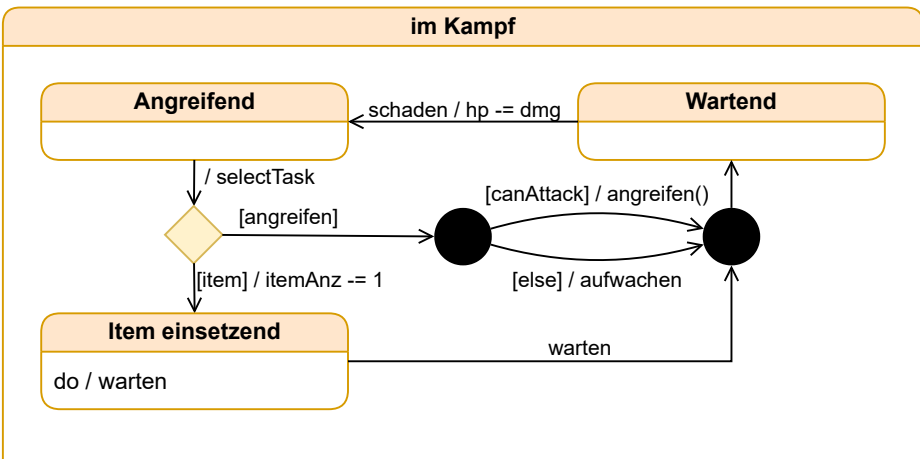 im Kampf
Angreifend
Wartend
schaden / hp -= dmg
/ selectTask
[angreifen]
[canAttack] / angreifen()
[item] / itemAnz -= 1
[else] / aufwachen
Item einsetzend
do / warten
warten